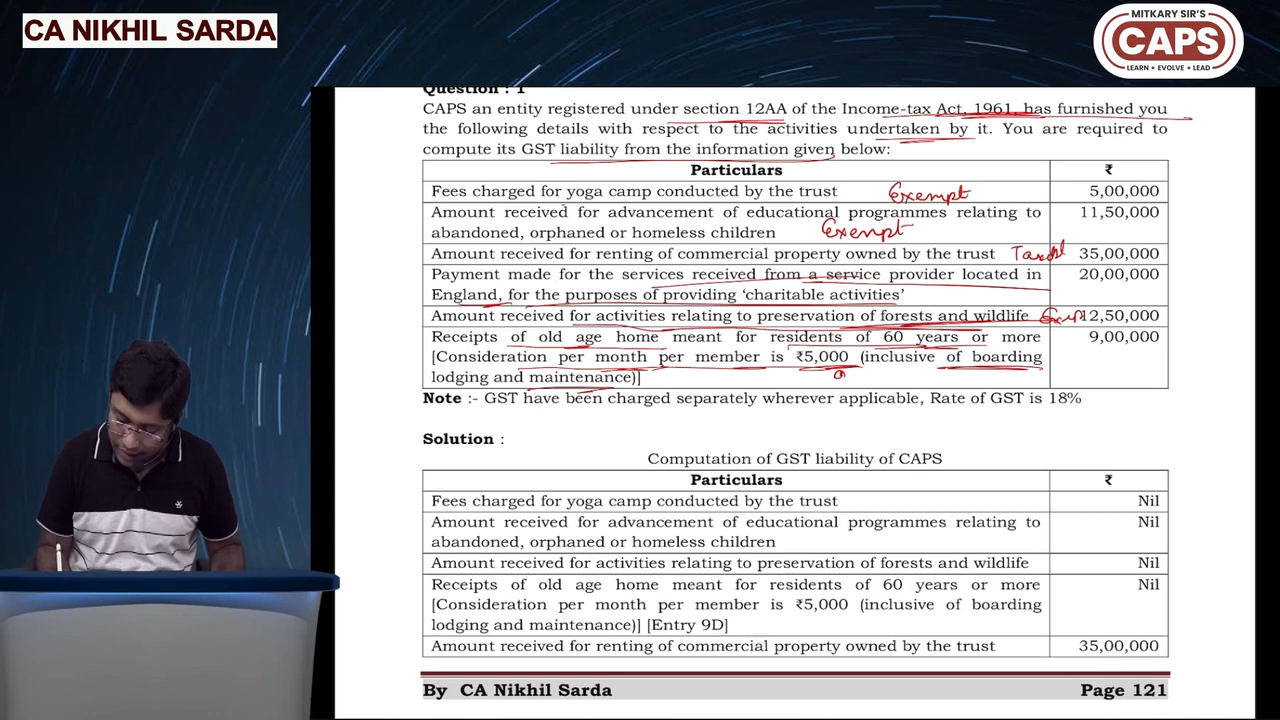 CA NIKHIL SARDA
MITKARY SIR'S
CAPS
LEARN • EVOLVE • LEAD
Question : 1
CAPS an entity registered under section 12AA of the Income-tax Act, 1961, has furnished you
the following details with respect to the activities undertaken by it. You are required to
compute its GST liability from the information given below:
Particulars ₹
Fees charged for yoga camp conducted by the trust Exempt 5,00,000
Amount received for advancement of educational programmes relating to 11,50,000
abandoned, orphaned or homeless children Exempt
Amount received for renting of commercial property owned by the trust 35,00,000
Payment made for the services received from a service provider located in 20,00,000
England, for the purposes of providing 'charitable activities'
Amount received for activities relating to preservation of forests and wildlife 12,50,000
Receipts of old age home meant for residents of 60 years or more 9,00,000
[Consideration per month per member is ₹5,000 (inclusive of boarding
lodging and maintenance)]
Note :- GST have been charged separately wherever applicable, Rate of GST is 18%
Solution :
Computation of GST liability of CAPS
Particulars ₹
Fees charged for yoga camp conducted by the trust Nil
Amount received for advancement of educational programmes relating to Nil
abandoned, orphaned or homeless children
Amount received for activities relating to preservation of forests and wildlife Nil
Receipts of old age home meant for residents of 60 years or more Nil
[Consideration per month per member is ₹5,000 (inclusive of boarding
lodging and maintenance)] [Entry 9D]
Amount received for renting of commercial property owned by the trust 35,00,000
By CA Nikhil Sarda Page 121